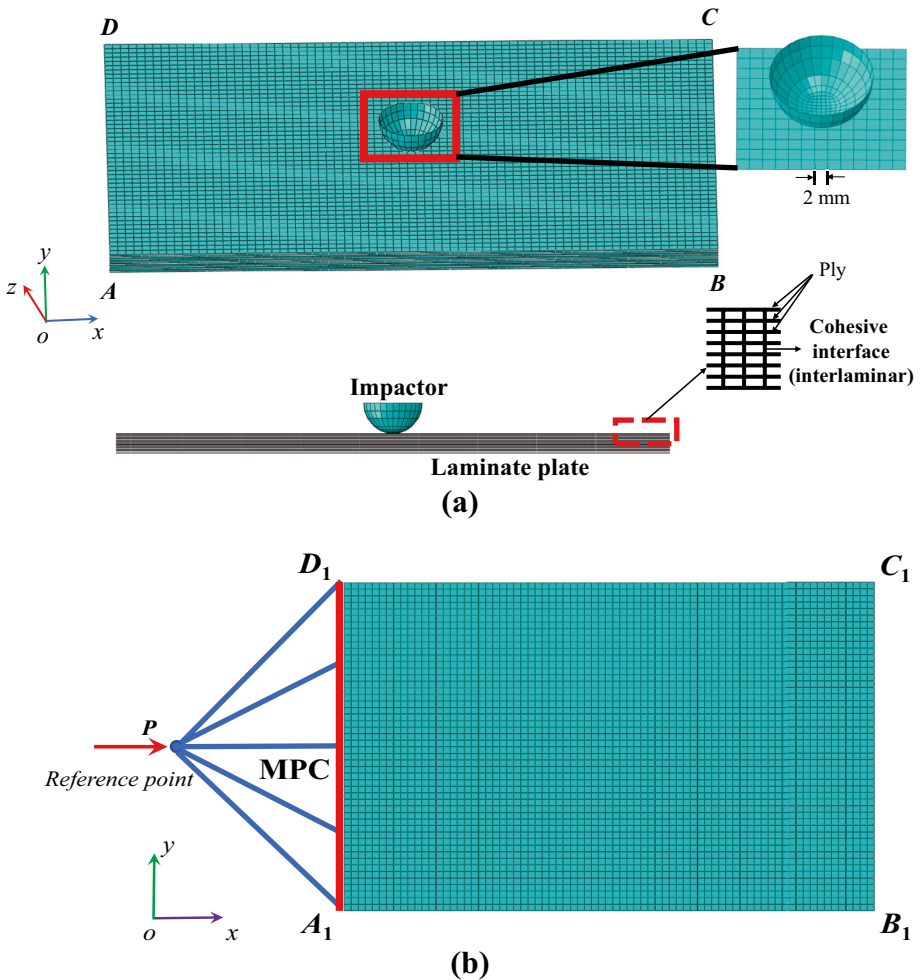 D
C
2 mm
y
z
o
x
A
B
Ply
Cohesive
interface
(interlaminar)
Impactor
Laminate plate
(a)
D1
C1
P
Reference point
MPC
y
o
x
A1
B1
(b)